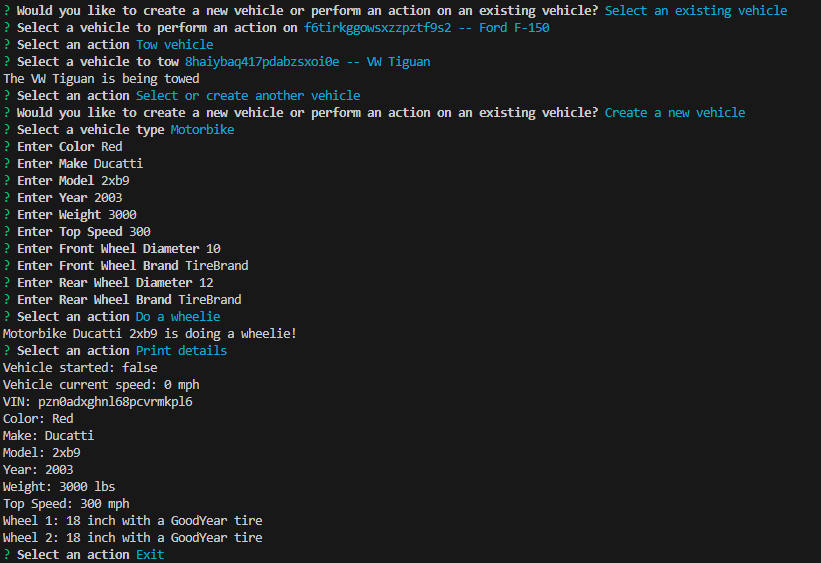 ? Would you like to create a new vehicle or perform an action on an existing vehicle? Select an existing vehicle
? Select a vehicle to perform an action on f6tirkggowsxzzpztf9s2 -- Ford F-150
? Select an action Tow vehicle
? Select a vehicle to tow 8haiybaq417pdabzsxoi0e -- VW Tiguan
The VW Tiguan is being towed
? Select an action Select or create another vehicle
? Would you like to create a new vehicle or perform an action on an existing vehicle? Create a new vehicle
? Select a vehicle type Motorbike
? Enter Color Red
? Enter Make Ducatti
? Enter Model 2xb9
? Enter Year 2003
? Enter Weight 3000
? Enter Top Speed 300
? Enter Front Wheel Diameter 10
? Enter Front Wheel Brand TireBrand
? Enter Rear Wheel Diameter 12
? Enter Rear Wheel Brand TireBrand
? Select an action Do a wheelie
Motorbike Ducatti 2xb9 is doing a wheelie!
? Select an action Print details
Vehicle started: false
Vehicle current speed: 0 mph
VIN: pzn0adxghnl68pcvrmkpl6
Color: Red
Make: Ducatti
Model: 2xb9
Year: 2003
Weight: 3000 lbs
Top Speed: 300 mph
Wheel 1: 18 inch with a GoodYear tire
Wheel 2: 18 inch with a GoodYear tire
? Select an action Exit